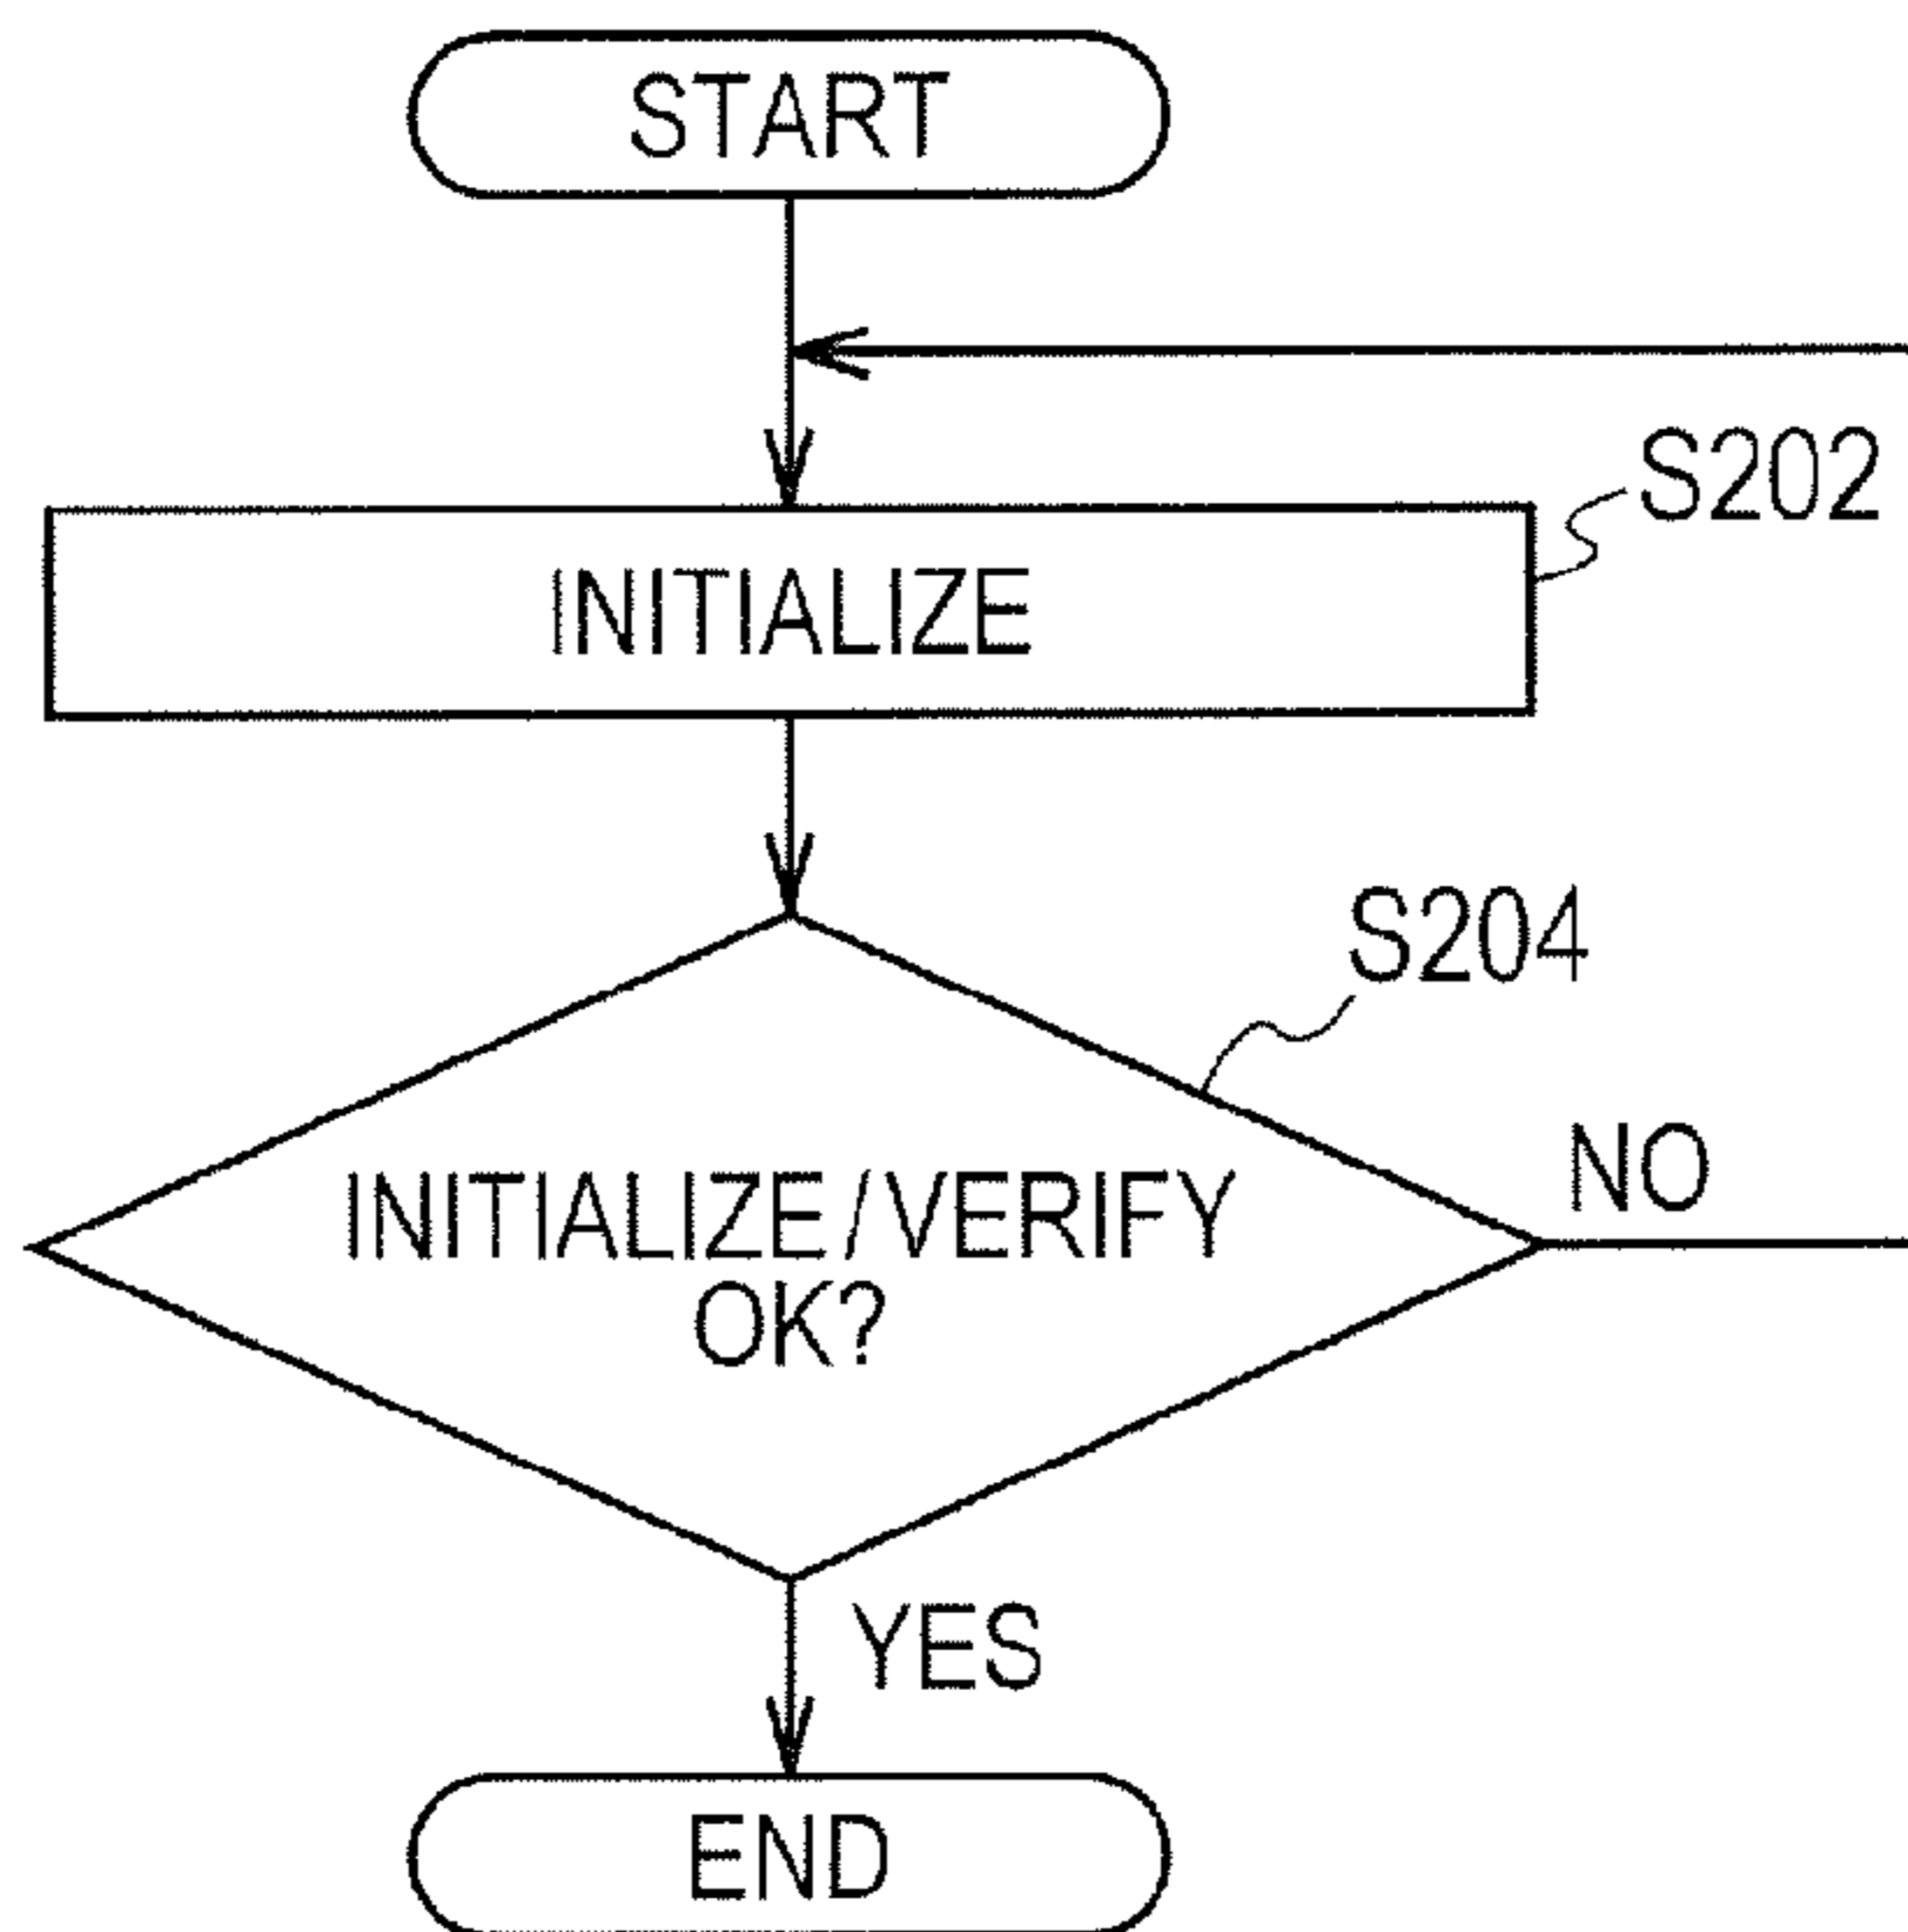 START
S202
INITIALIZE
S204
INITIALIZE/VERIFY
OK?
NO
YES
END